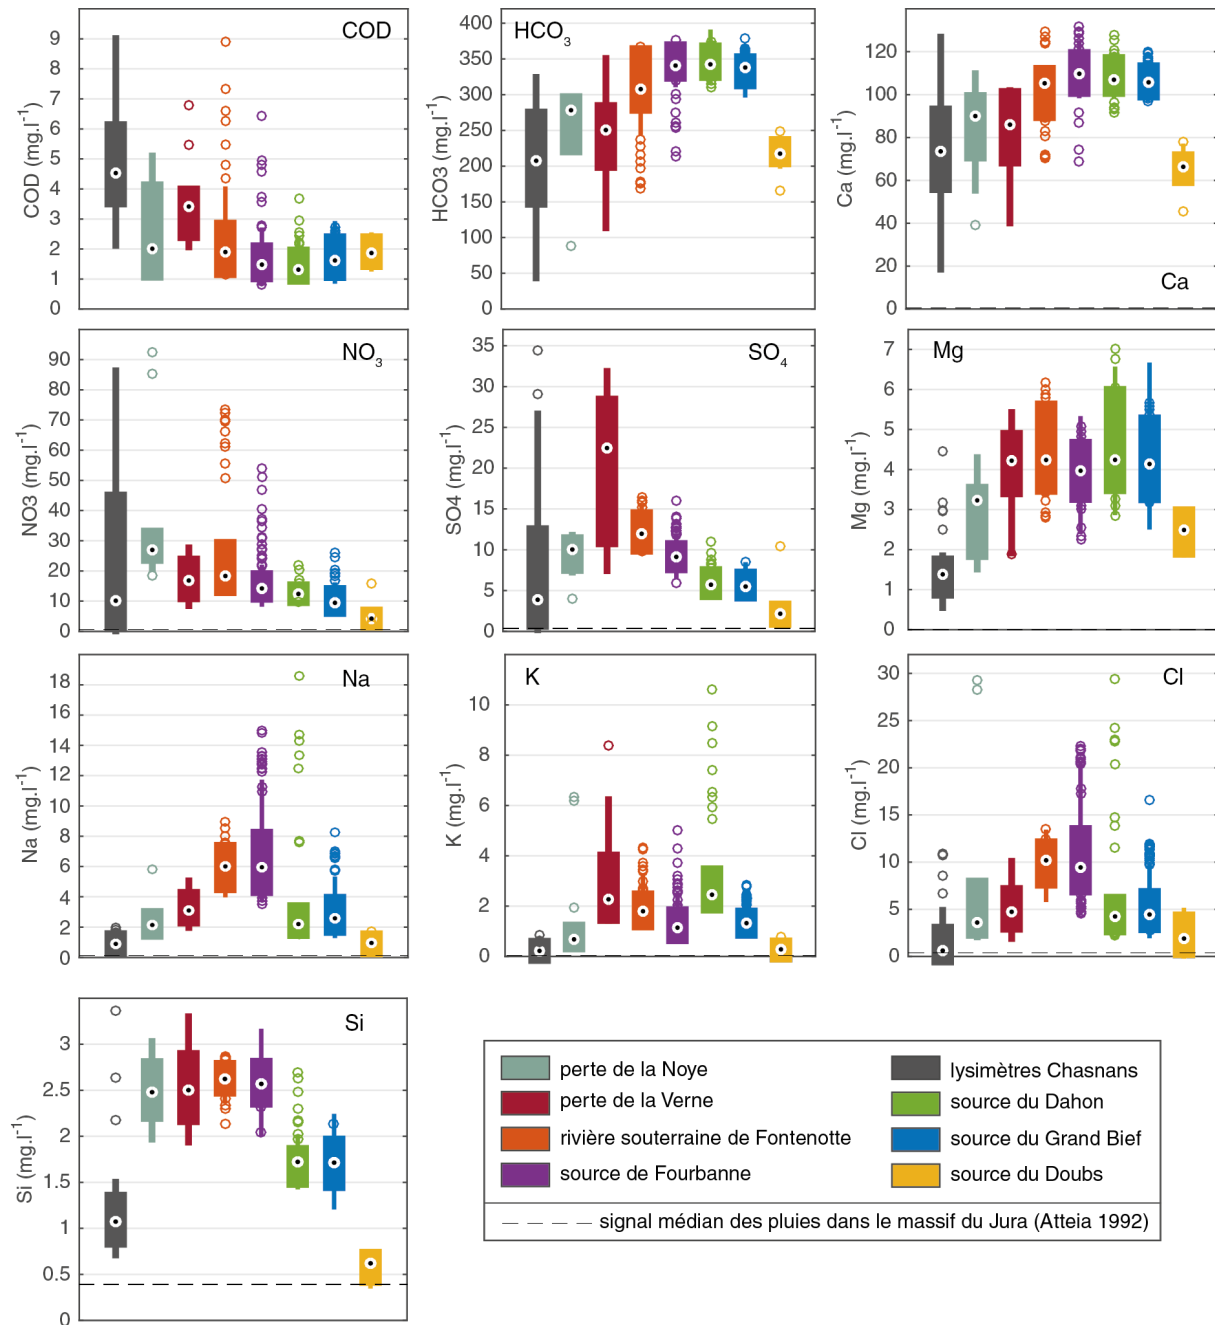 COD
COD (mg.l⁻¹)
9
8
7
6
5
4
3
2
1
0
HCO₃
HCO3 (mg.l⁻¹)
400
350
300
250
200
150
100
50
0
Ca
Ca (mg.l⁻¹)
120
100
80
60
40
20
0
NO₃
NO3 (mg.l⁻¹)
90
80
70
60
50
40
30
20
10
0
SO₄
SO4 (mg.l⁻¹)
35
30
25
20
15
10
5
0
Mg
Mg (mg.l⁻¹)
7
6
5
4
3
2
1
0
Na
Na (mg.l⁻¹)
18
16
14
12
10
8
6
4
2
0
K
K (mg.l⁻¹)
10
8
6
4
2
0
Cl
Cl (mg.l⁻¹)
30
25
20
15
10
5
0
Si
Si (mg.l⁻¹)
3
2.5
2
1.5
1
0.5
0
perte de la Noye
perte de la Verne
rivière souterraine de Fontenotte
source de Fourbanne
lysimètres Chasnans
source du Dahon
source du Grand Bief
source du Doubs
signal médian des pluies dans le massif du Jura (Atteia 1992)